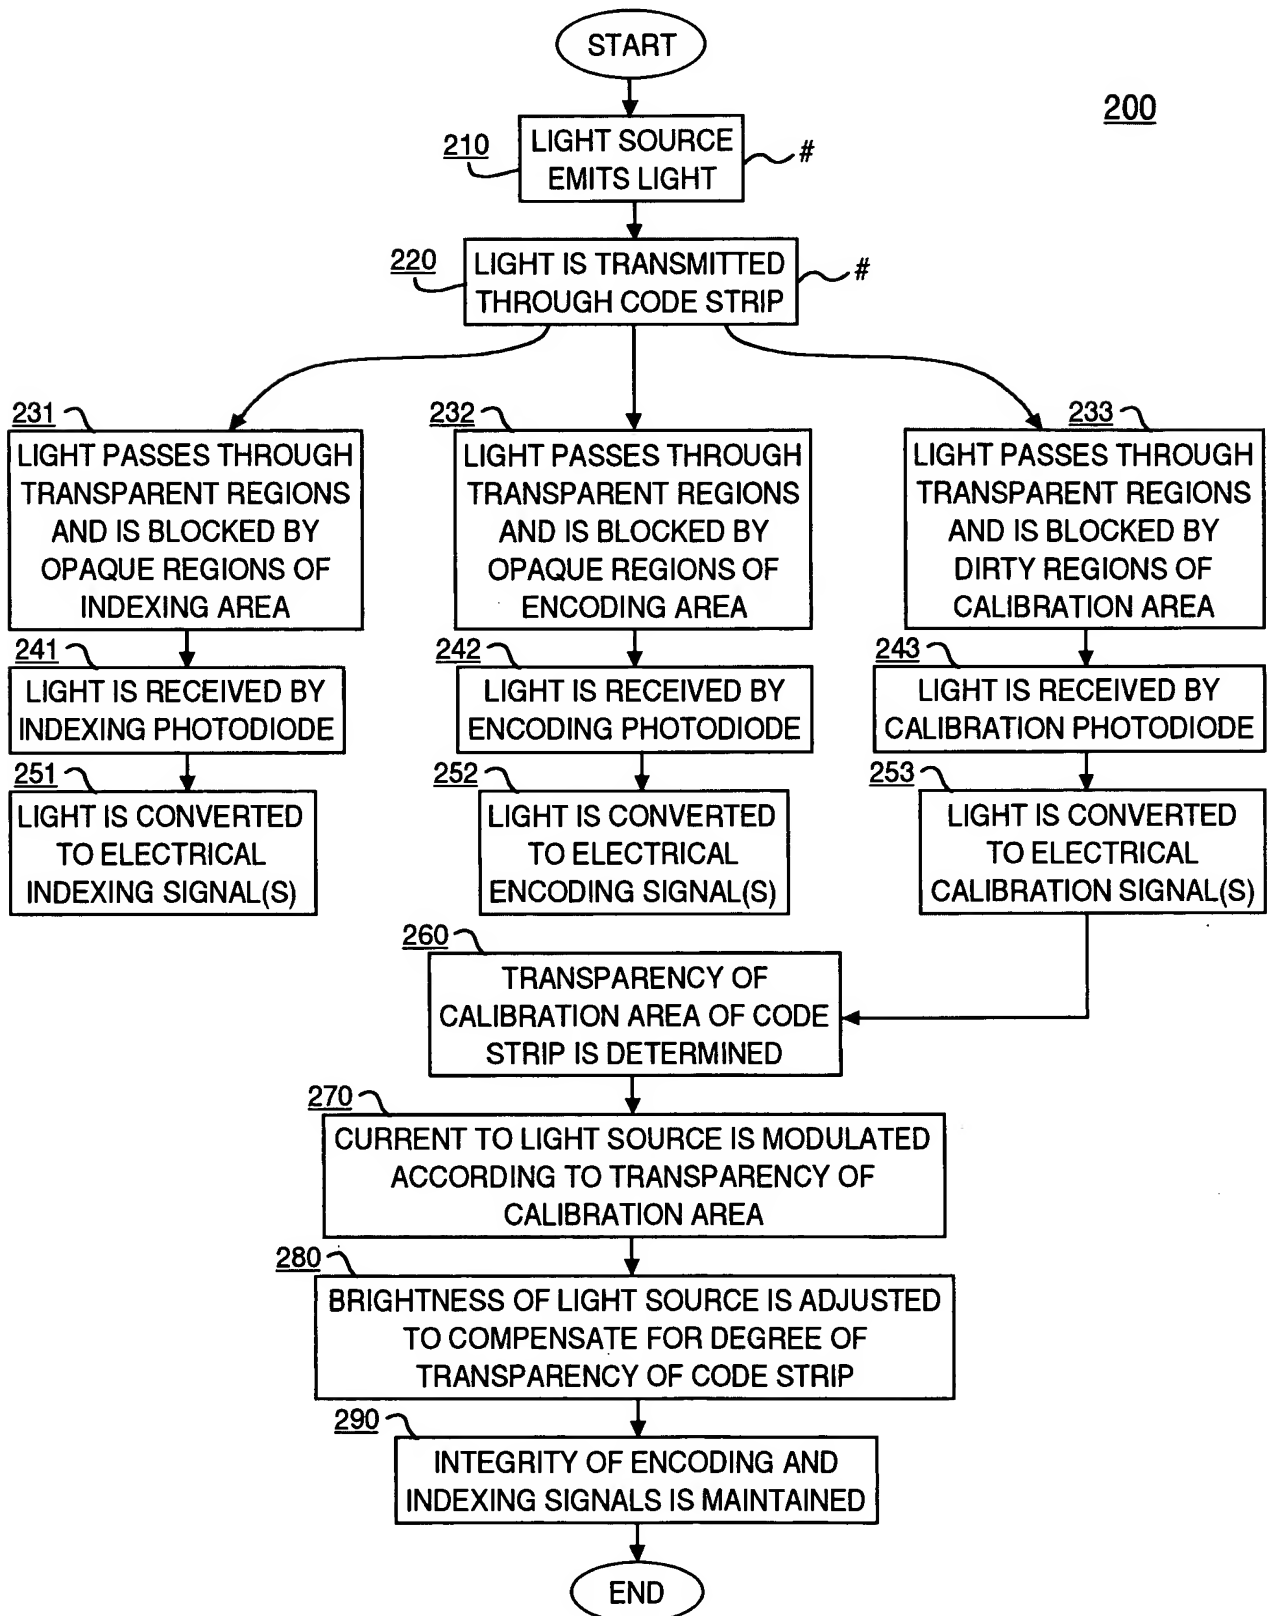 START
200
210
LIGHT SOURCE
EMITS LIGHT
#
220
LIGHT IS TRANSMITTED
THROUGH CODE STRIP
#
231
LIGHT PASSES THROUGH
TRANSPARENT REGIONS
AND IS BLOCKED BY
OPAQUE REGIONS OF
INDEXING AREA
232
LIGHT PASSES THROUGH
TRANSPARENT REGIONS
AND IS BLOCKED BY
OPAQUE REGIONS OF
ENCODING AREA
233
LIGHT PASSES THROUGH
TRANSPARENT REGIONS
AND IS BLOCKED BY
DIRTY REGIONS OF
CALIBRATION AREA
241
LIGHT IS RECEIVED BY
INDEXING PHOTODIODE
242
LIGHT IS RECEIVED BY
ENCODING PHOTODIODE
243
LIGHT IS RECEIVED BY
CALIBRATION PHOTODIODE
251
LIGHT IS CONVERTED
TO ELECTRICAL
INDEXING SIGNAL(S)
252
LIGHT IS CONVERTED
TO ELECTRICAL
ENCODING SIGNAL(S)
253
LIGHT IS CONVERTED
TO ELECTRICAL
CALIBRATION SIGNAL(S)
260
TRANSPARENCY OF
CALIBRATION AREA OF CODE
STRIP IS DETERMINED
270
CURRENT TO LIGHT SOURCE IS MODULATED
ACCORDING TO TRANSPARENCY OF
CALIBRATION AREA
280
BRIGHTNESS OF LIGHT SOURCE IS ADJUSTED
TO COMPENSATE FOR DEGREE OF
TRANSPARENCY OF CODE STRIP
290
INTEGRITY OF ENCODING AND
INDEXING SIGNALS IS MAINTAINED
END